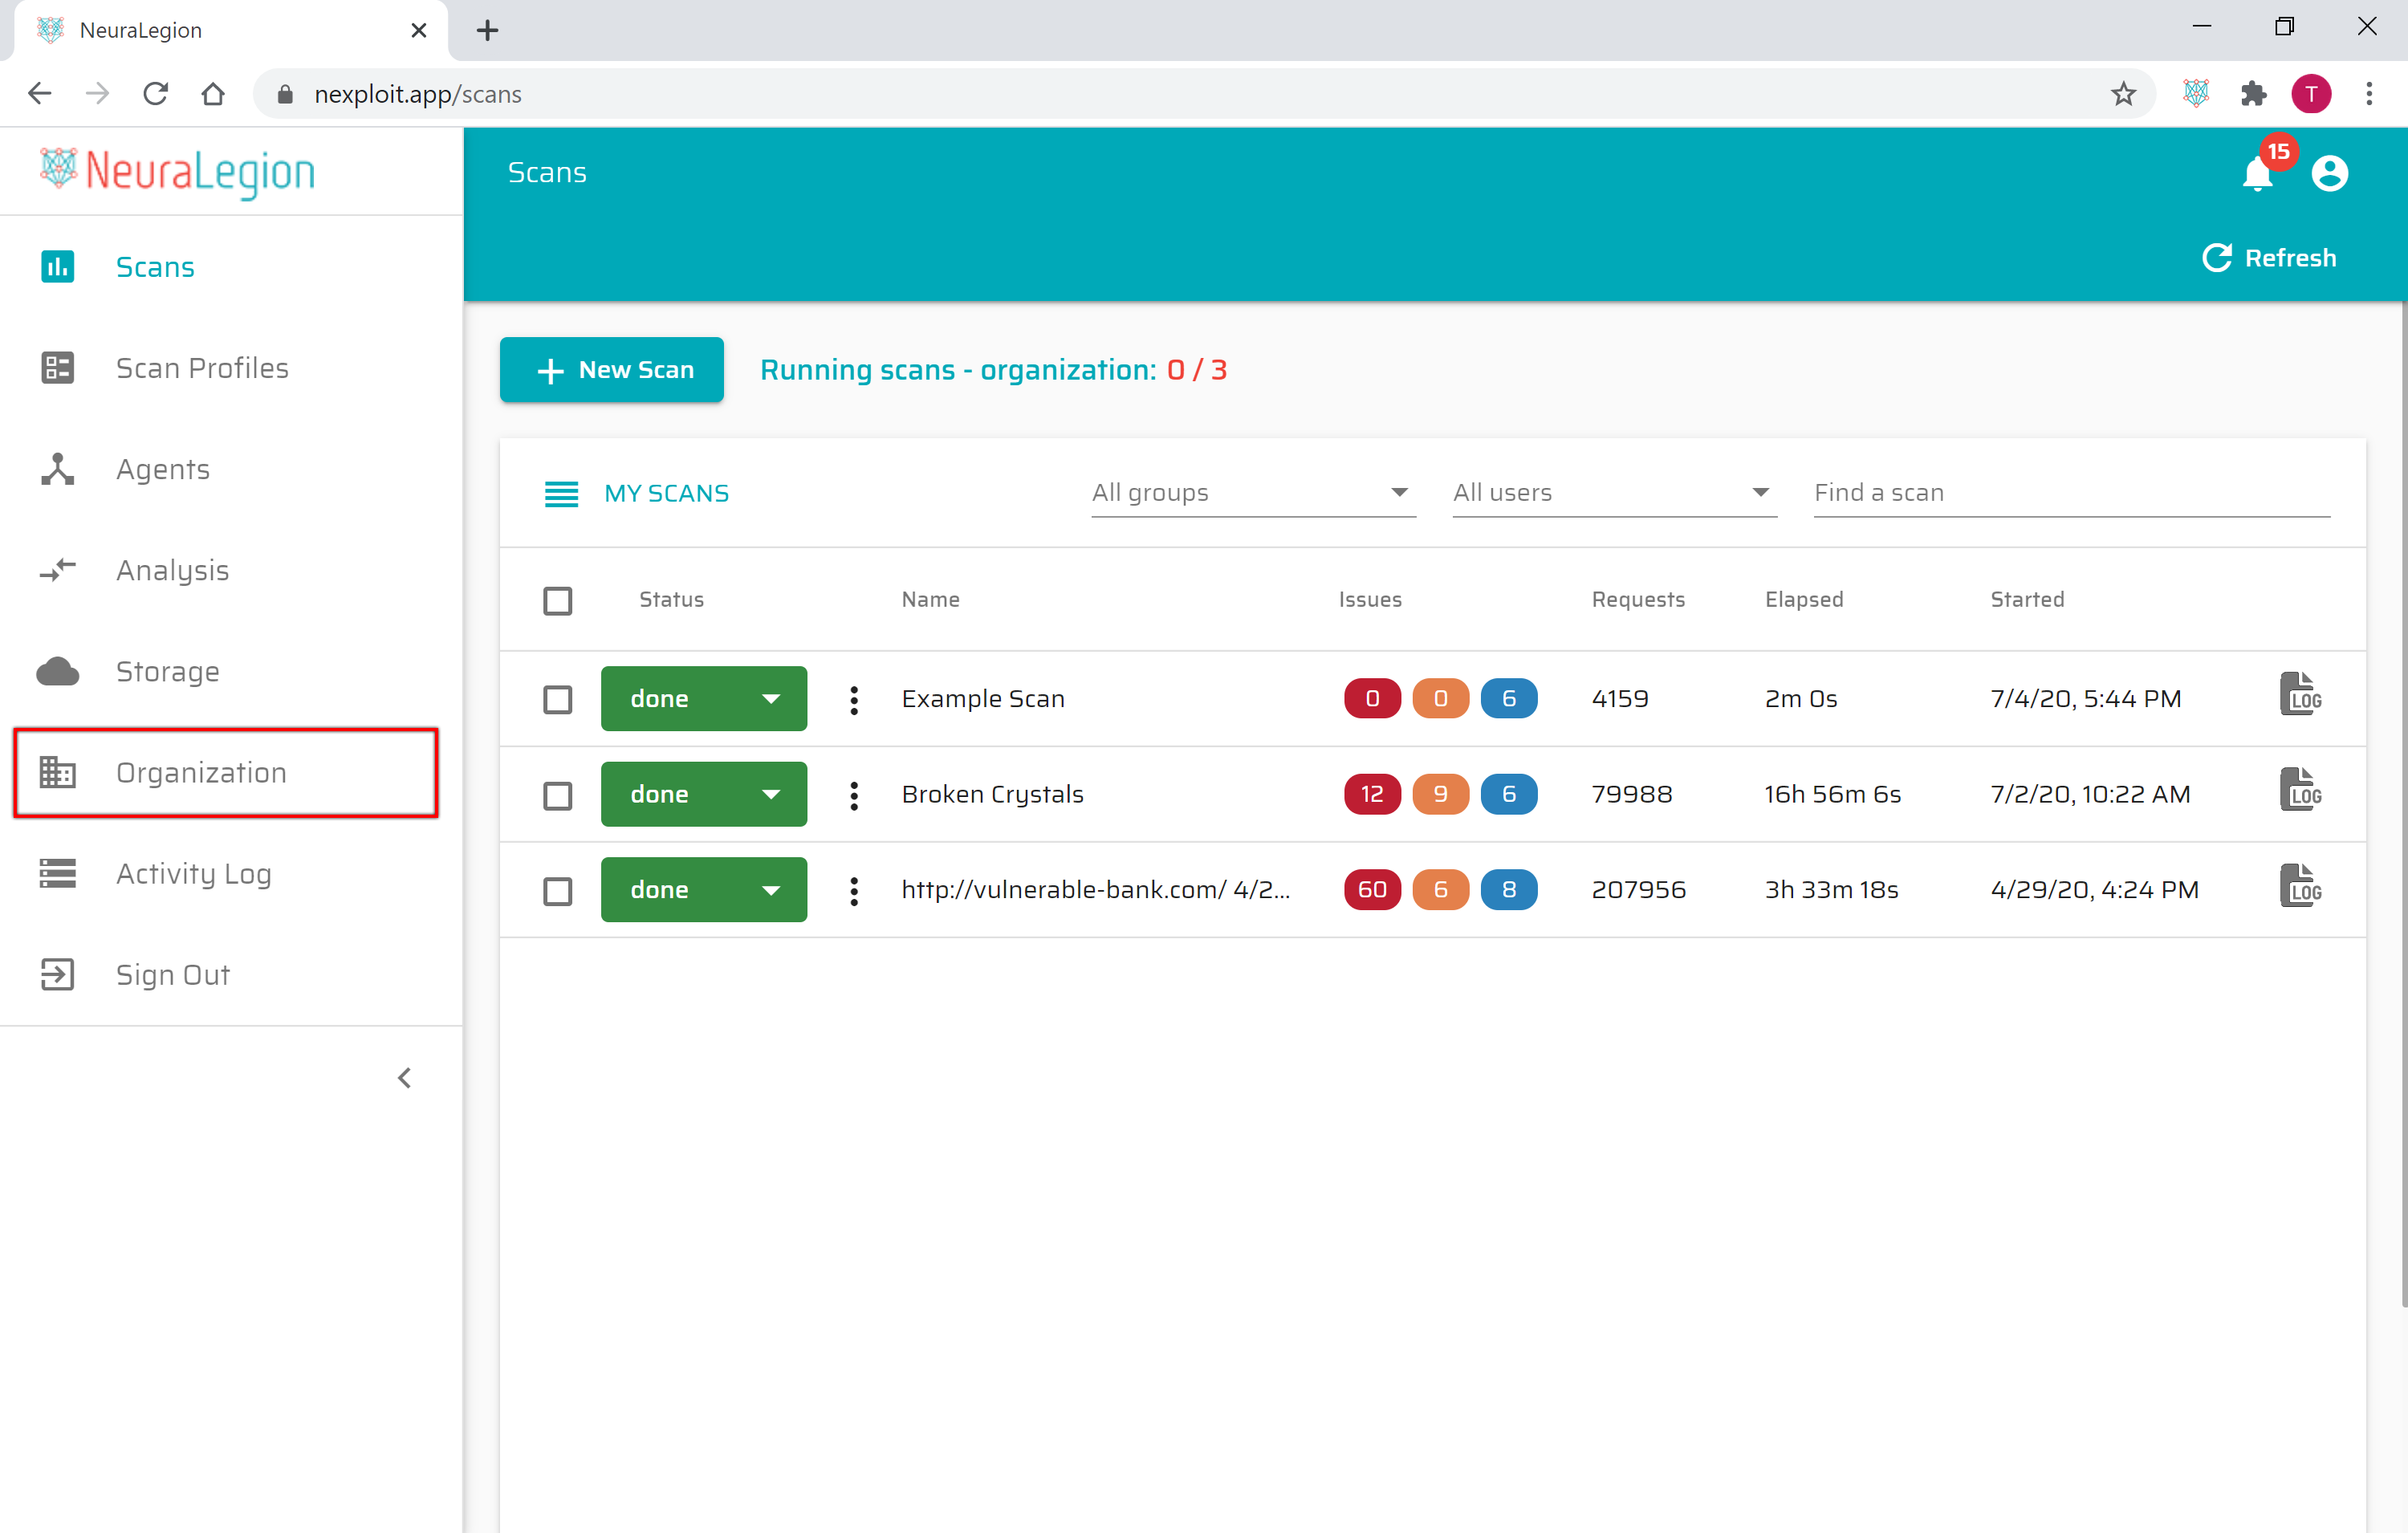 NeuraLegion
nexploit.app/scans
T
NeuraLegion
Scans
15
Refresh
Scans
Scan Profiles
Agents
Analysis
Storage
Organization
Activity Log
Sign Out
New Scan
Running scans - organization: 0 / 3
MY SCANS All groups All users Find a scan
Status Name Issues Requests Elapsed Started
done Example Scan 0 0 6 4159 2m 0s 7/4/20, 5:44 PM LOG
done Broken Crystals 12 9 6 79988 16h 56m 6s 7/2/20, 10:22 AM LOG
done http://vulnerable-bank.com/ 4/2... 60 6 8 207956 3h 33m 18s 4/29/20, 4:24 PM LOG